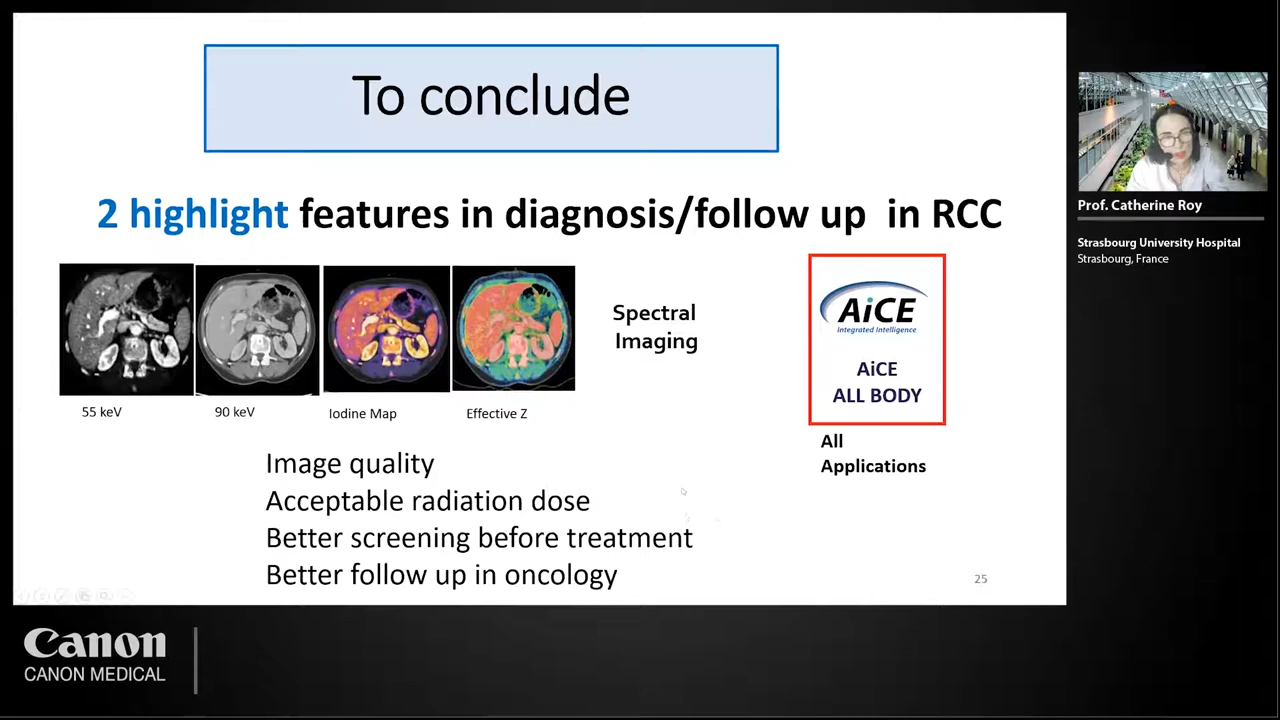 To conclude
2 highlight features in diagnosis/follow up in RCC
55 keV
90 keV
Iodine Map
Effective Z
Spectral
Imaging
AiCE
Integrated Intelligence
AiCE
ALL BODY
All
Applications
Image quality
Acceptable radiation dose
Better screening before treatment
Better follow up in oncology
25
Prof. Catherine Roy
Strasbourg University Hospital
Strasbourg, France
Canon
CANON MEDICAL